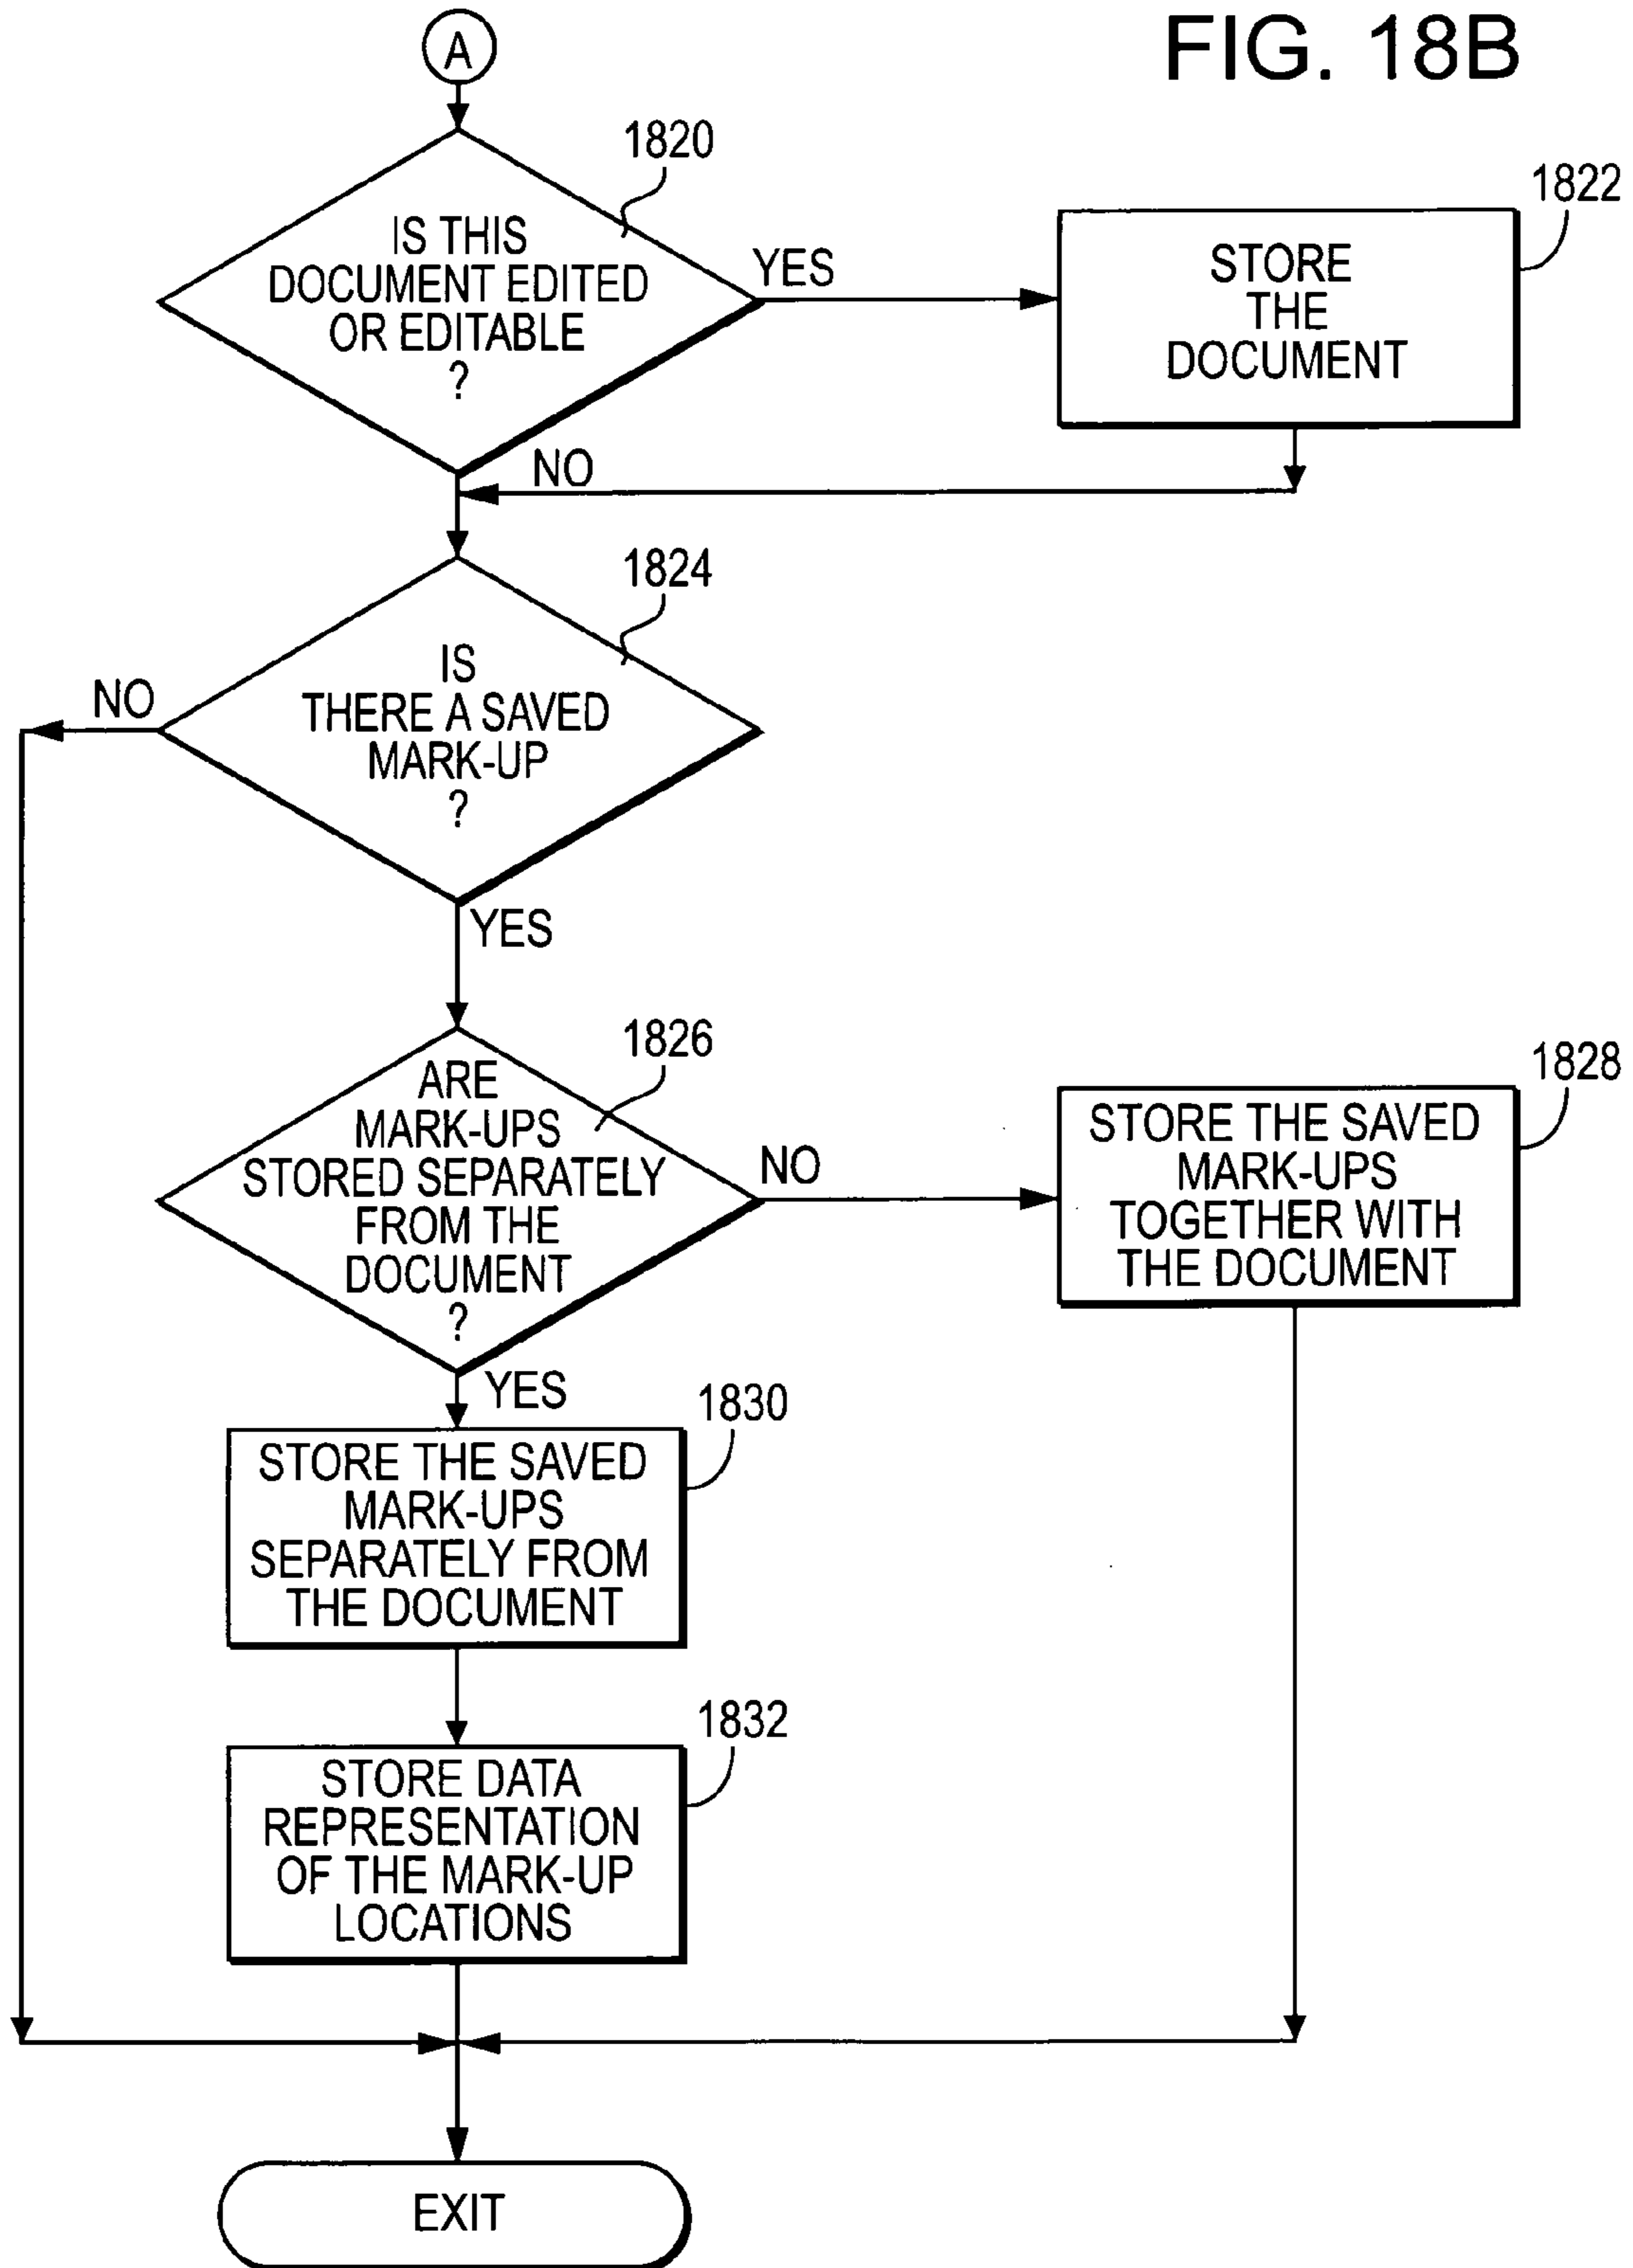 FIG. 18B
A
1820
IS THIS
DOCUMENT EDITED
OR EDITABLE
?
YES
1822
STORE
THE
DOCUMENT
NO
1824
IS
THERE A SAVED
MARK-UP
?
NO
YES
1826
ARE
MARK-UPS
STORED SEPARATELY
FROM THE
DOCUMENT
?
NO
1828
STORE THE SAVED
MARK-UPS
TOGETHER WITH
THE DOCUMENT
YES
1830
STORE THE SAVED
MARK-UPS
SEPARATELY FROM
THE DOCUMENT
1832
STORE DATA
REPRESENTATION
OF THE MARK-UP
LOCATIONS
EXIT